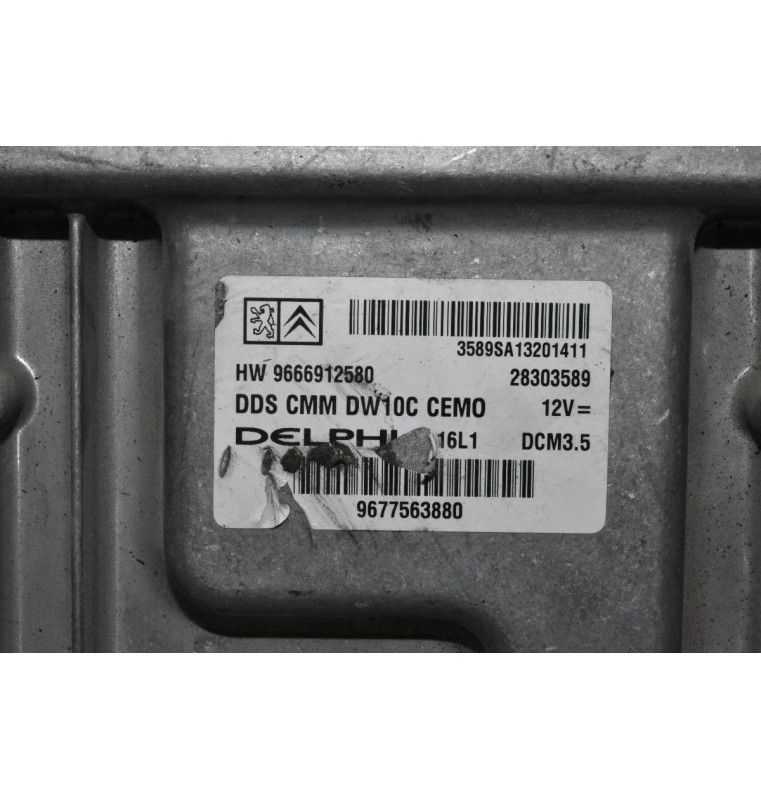 3589SA13201411
HW 9666912580 28303589
DDS CMM DW10C CEMO 12V=
DELPHI 16L1 DCM3.5
9677563880